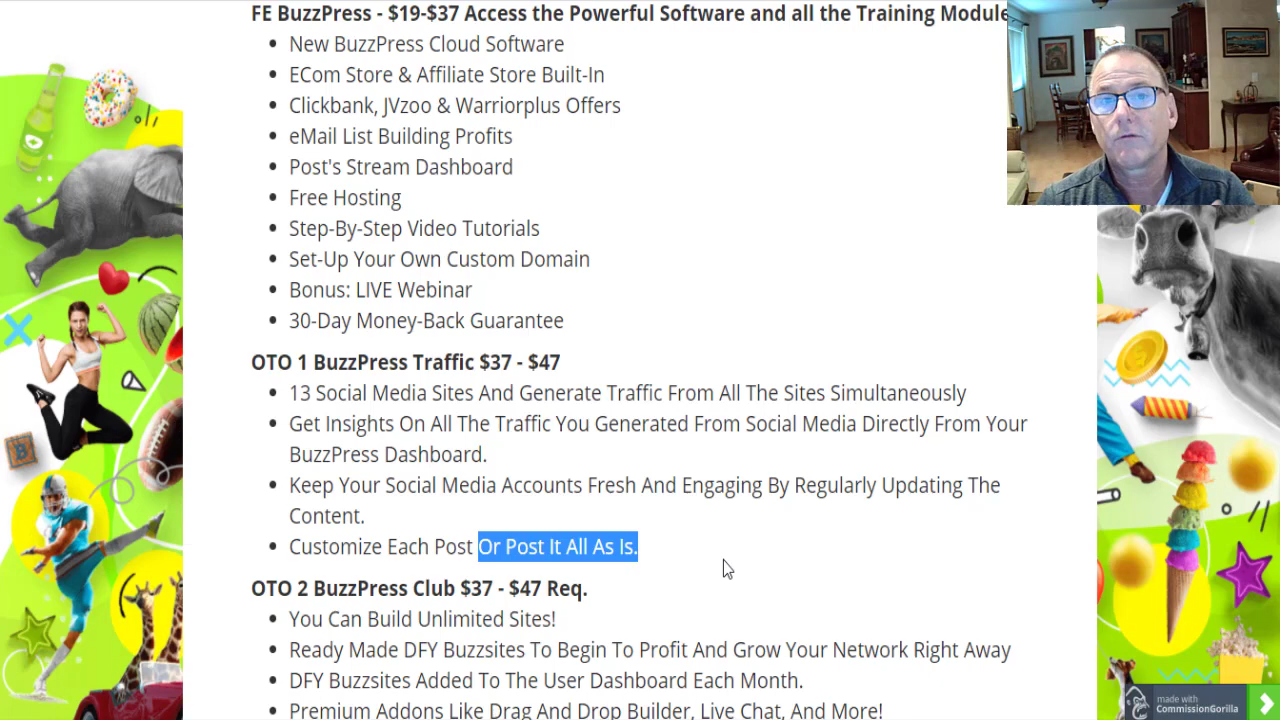 FE BuzzPress - $19-$37 Access the Powerful Software and all the Training Module
New BuzzPress Cloud Software
ECom Store & Affiliate Store Built-In
Clickbank, JVzoo & Warriorplus Offers
eMail List Building Profits
Post's Stream Dashboard
Free Hosting
Step-By-Step Video Tutorials
Set-Up Your Own Custom Domain
Bonus: LIVE Webinar
30-Day Money-Back Guarantee
OTO 1 BuzzPress Traffic $37 - $47
13 Social Media Sites And Generate Traffic From All The Sites Simultaneously
Get Insights On All The Traffic You Generated From Social Media Directly From Your
BuzzPress Dashboard.
Keep Your Social Media Accounts Fresh And Engaging By Regularly Updating The
Content.
Customize Each Post Or Post It All As Is.
OTO 2 BuzzPress Club $37 - $47 Req.
You Can Build Unlimited Sites!
Ready Made DFY Buzzsites To Begin To Profit And Grow Your Network Right Away
DFY Buzzsites Added To The User Dashboard Each Month.
Premium Addons Like Drag And Drop Builder, Live Chat, And More!
made with
CommissionGorilla